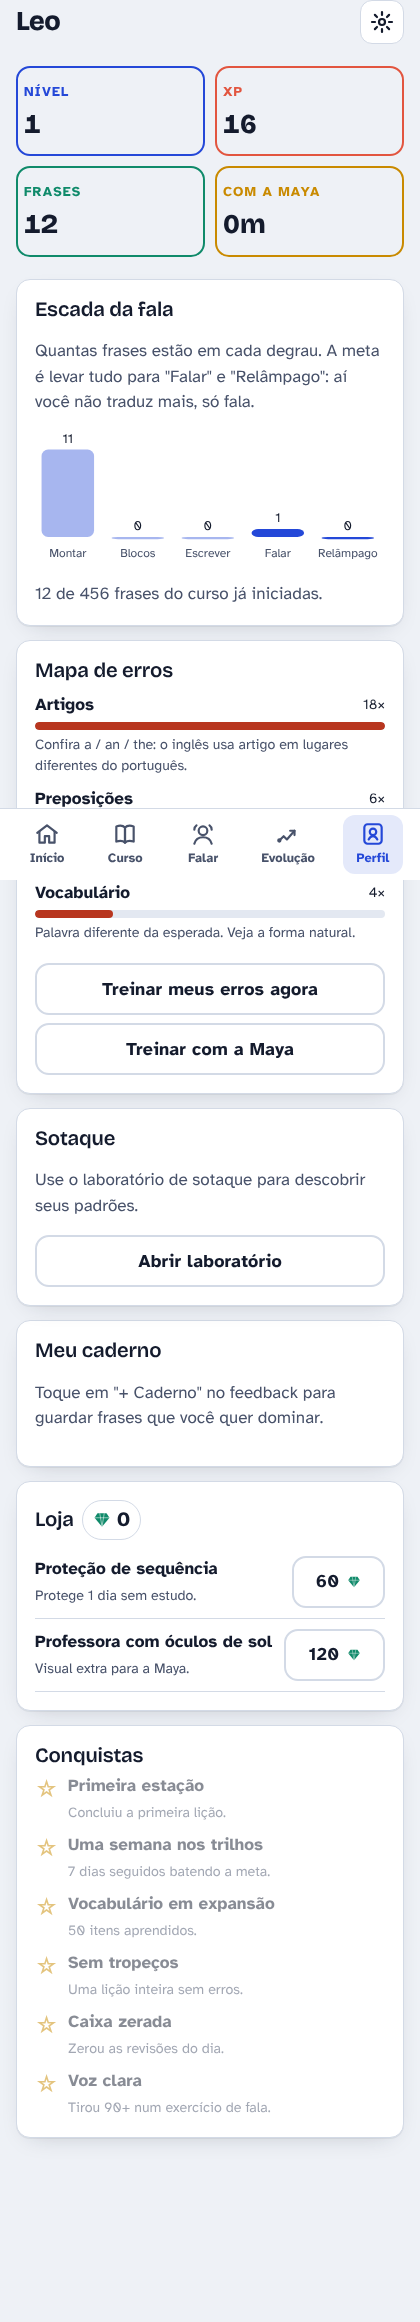 Leo
NÍVEL
1
XP
16
FRASES
12
COM A MAYA
0m
Escada da fala
Quantas frases estão em cada degrau. A meta
é levar tudo para "Falar" e "Relâmpago": aí
você não traduz mais, só fala.
11
0
0
1
0
Montar
Blocos
Escrever
Falar
Relâmpago
12 de 456 frases do curso já iniciadas.
Mapa de erros
Artigos
18×
Confira a / an / the: o inglês usa artigo em lugares
diferentes do português.
Preposições
6×
Início
Curso
Falar
Evolução
Perfil
Vocabulário
4×
Palavra diferente da esperada. Veja a forma natural.
Treinar meus erros agora
Treinar com a Maya
Sotaque
Use o laboratório de sotaque para descobrir
seus padrões.
Abrir laboratório
Meu caderno
Toque em "+ Caderno" no feedback para
guardar frases que você quer dominar.
Loja
0
Proteção de sequência
Protege 1 dia sem estudo.
60
Professora com óculos de sol
Visual extra para a Maya.
120
Conquistas
Primeira estação
Concluiu a primeira lição.
Uma semana nos trilhos
7 dias seguidos batendo a meta.
Vocabulário em expansão
50 itens aprendidos.
Sem tropeços
Uma lição inteira sem erros.
Caixa zerada
Zerou as revisões do dia.
Voz clara
Tirou 90+ num exercício de fala.